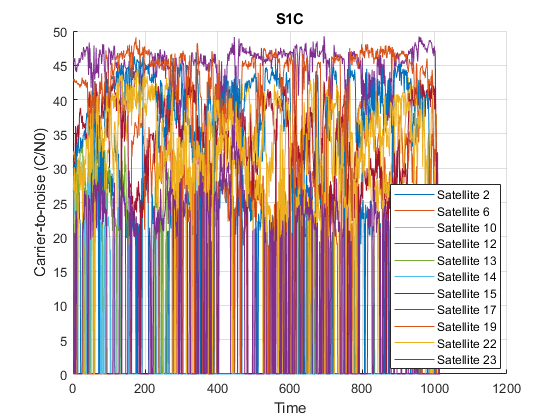 S1C
50
45
40
35
30
25
20
15
10
5
0
Carrier-to-noise (C/N0)
0 200 400 600 800 1000 1200
Time
Satellite 2
Satellite 6
Satellite 10
Satellite 12
Satellite 13
Satellite 14
Satellite 15
Satellite 17
Satellite 19
Satellite 22
Satellite 23